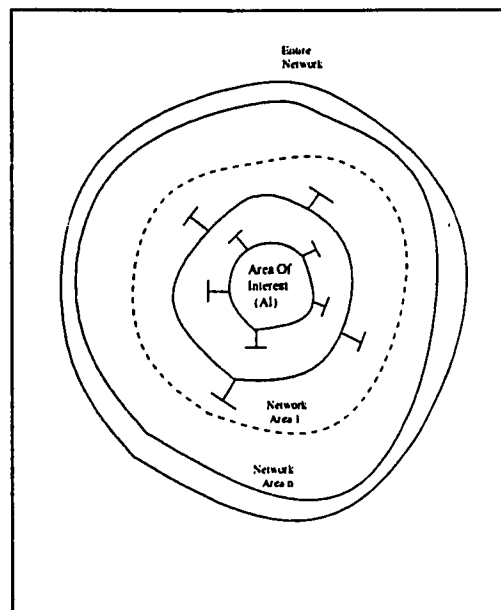 Entire
Network
Area Of
Interest
(AI)
Network
Area 1
Network
Area n